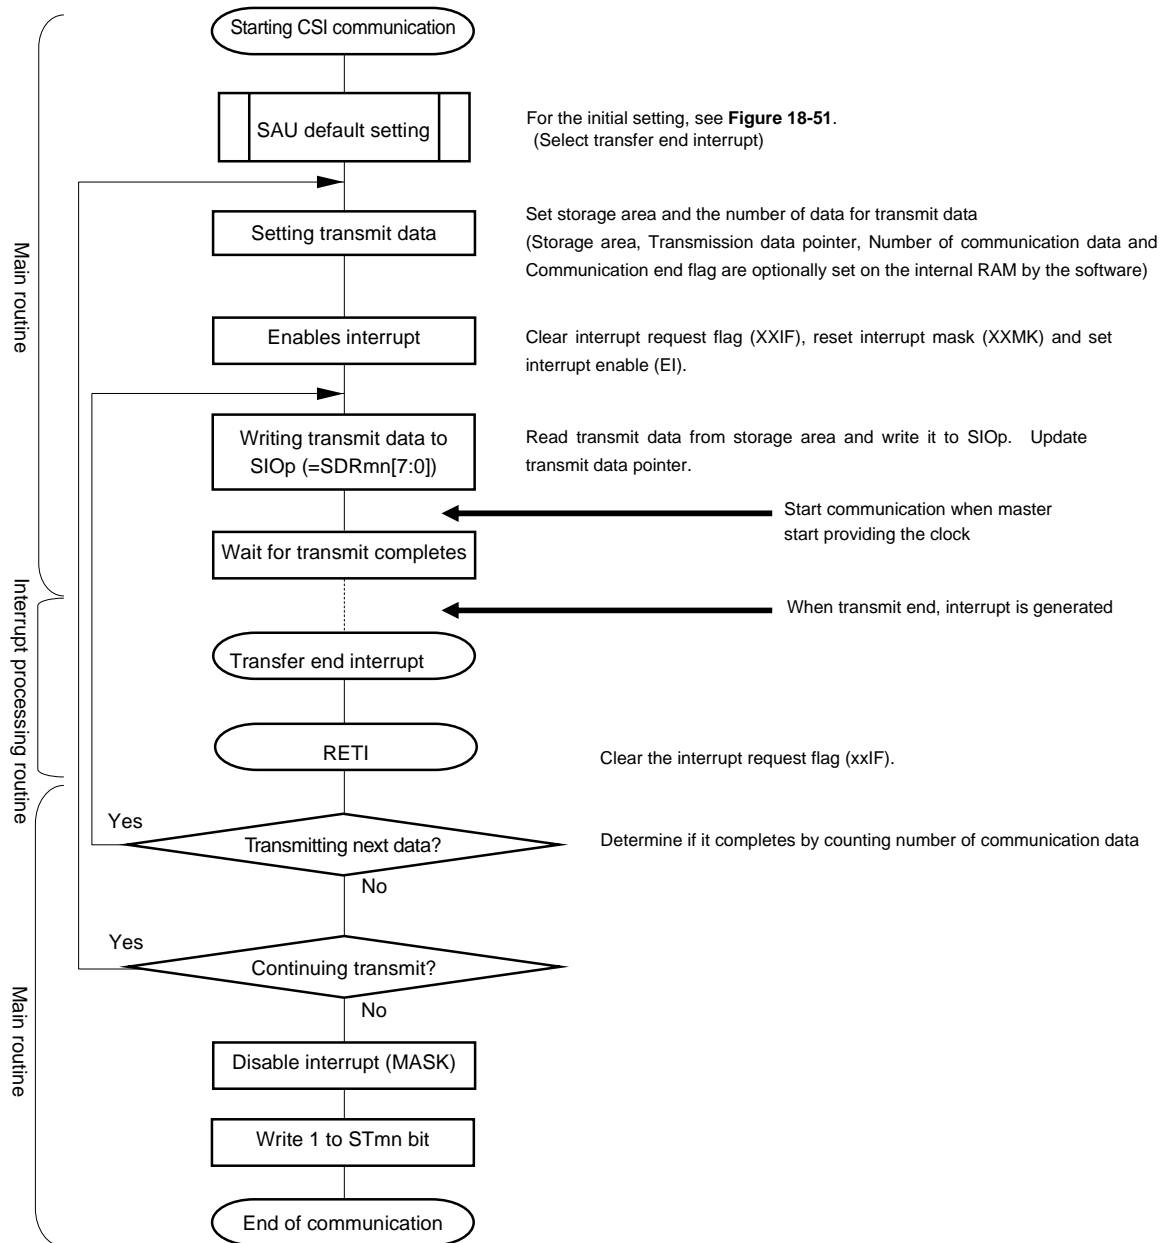 Starting CSI communication
SAU default setting
For the initial setting, see Figure 18-51.
(Select transfer end interrupt)
Main routine
Setting transmit data
Set storage area and the number of data for transmit data
(Storage area, Transmission data pointer, Number of communication data and
Communication end flag are optionally set on the internal RAM by the software)
Enables interrupt
Clear interrupt request flag (XXIF), reset interrupt mask (XXMK) and set
interrupt enable (EI).
Writing transmit data to
SIOp (=SDRmn[7:0])
Read transmit data from storage area and write it to SIOp. Update
transmit data pointer.
Start communication when master
start providing the clock
Wait for transmit completes
Interrupt processing routine
When transmit end, interrupt is generated
Transfer end interrupt
RETI
Clear the interrupt request flag (xxIF).
Yes
Transmitting next data?
Determine if it completes by counting number of communication data
No
Yes
Continuing transmit?
No
Main routine
Disable interrupt (MASK)
Write 1 to STmn bit
End of communication